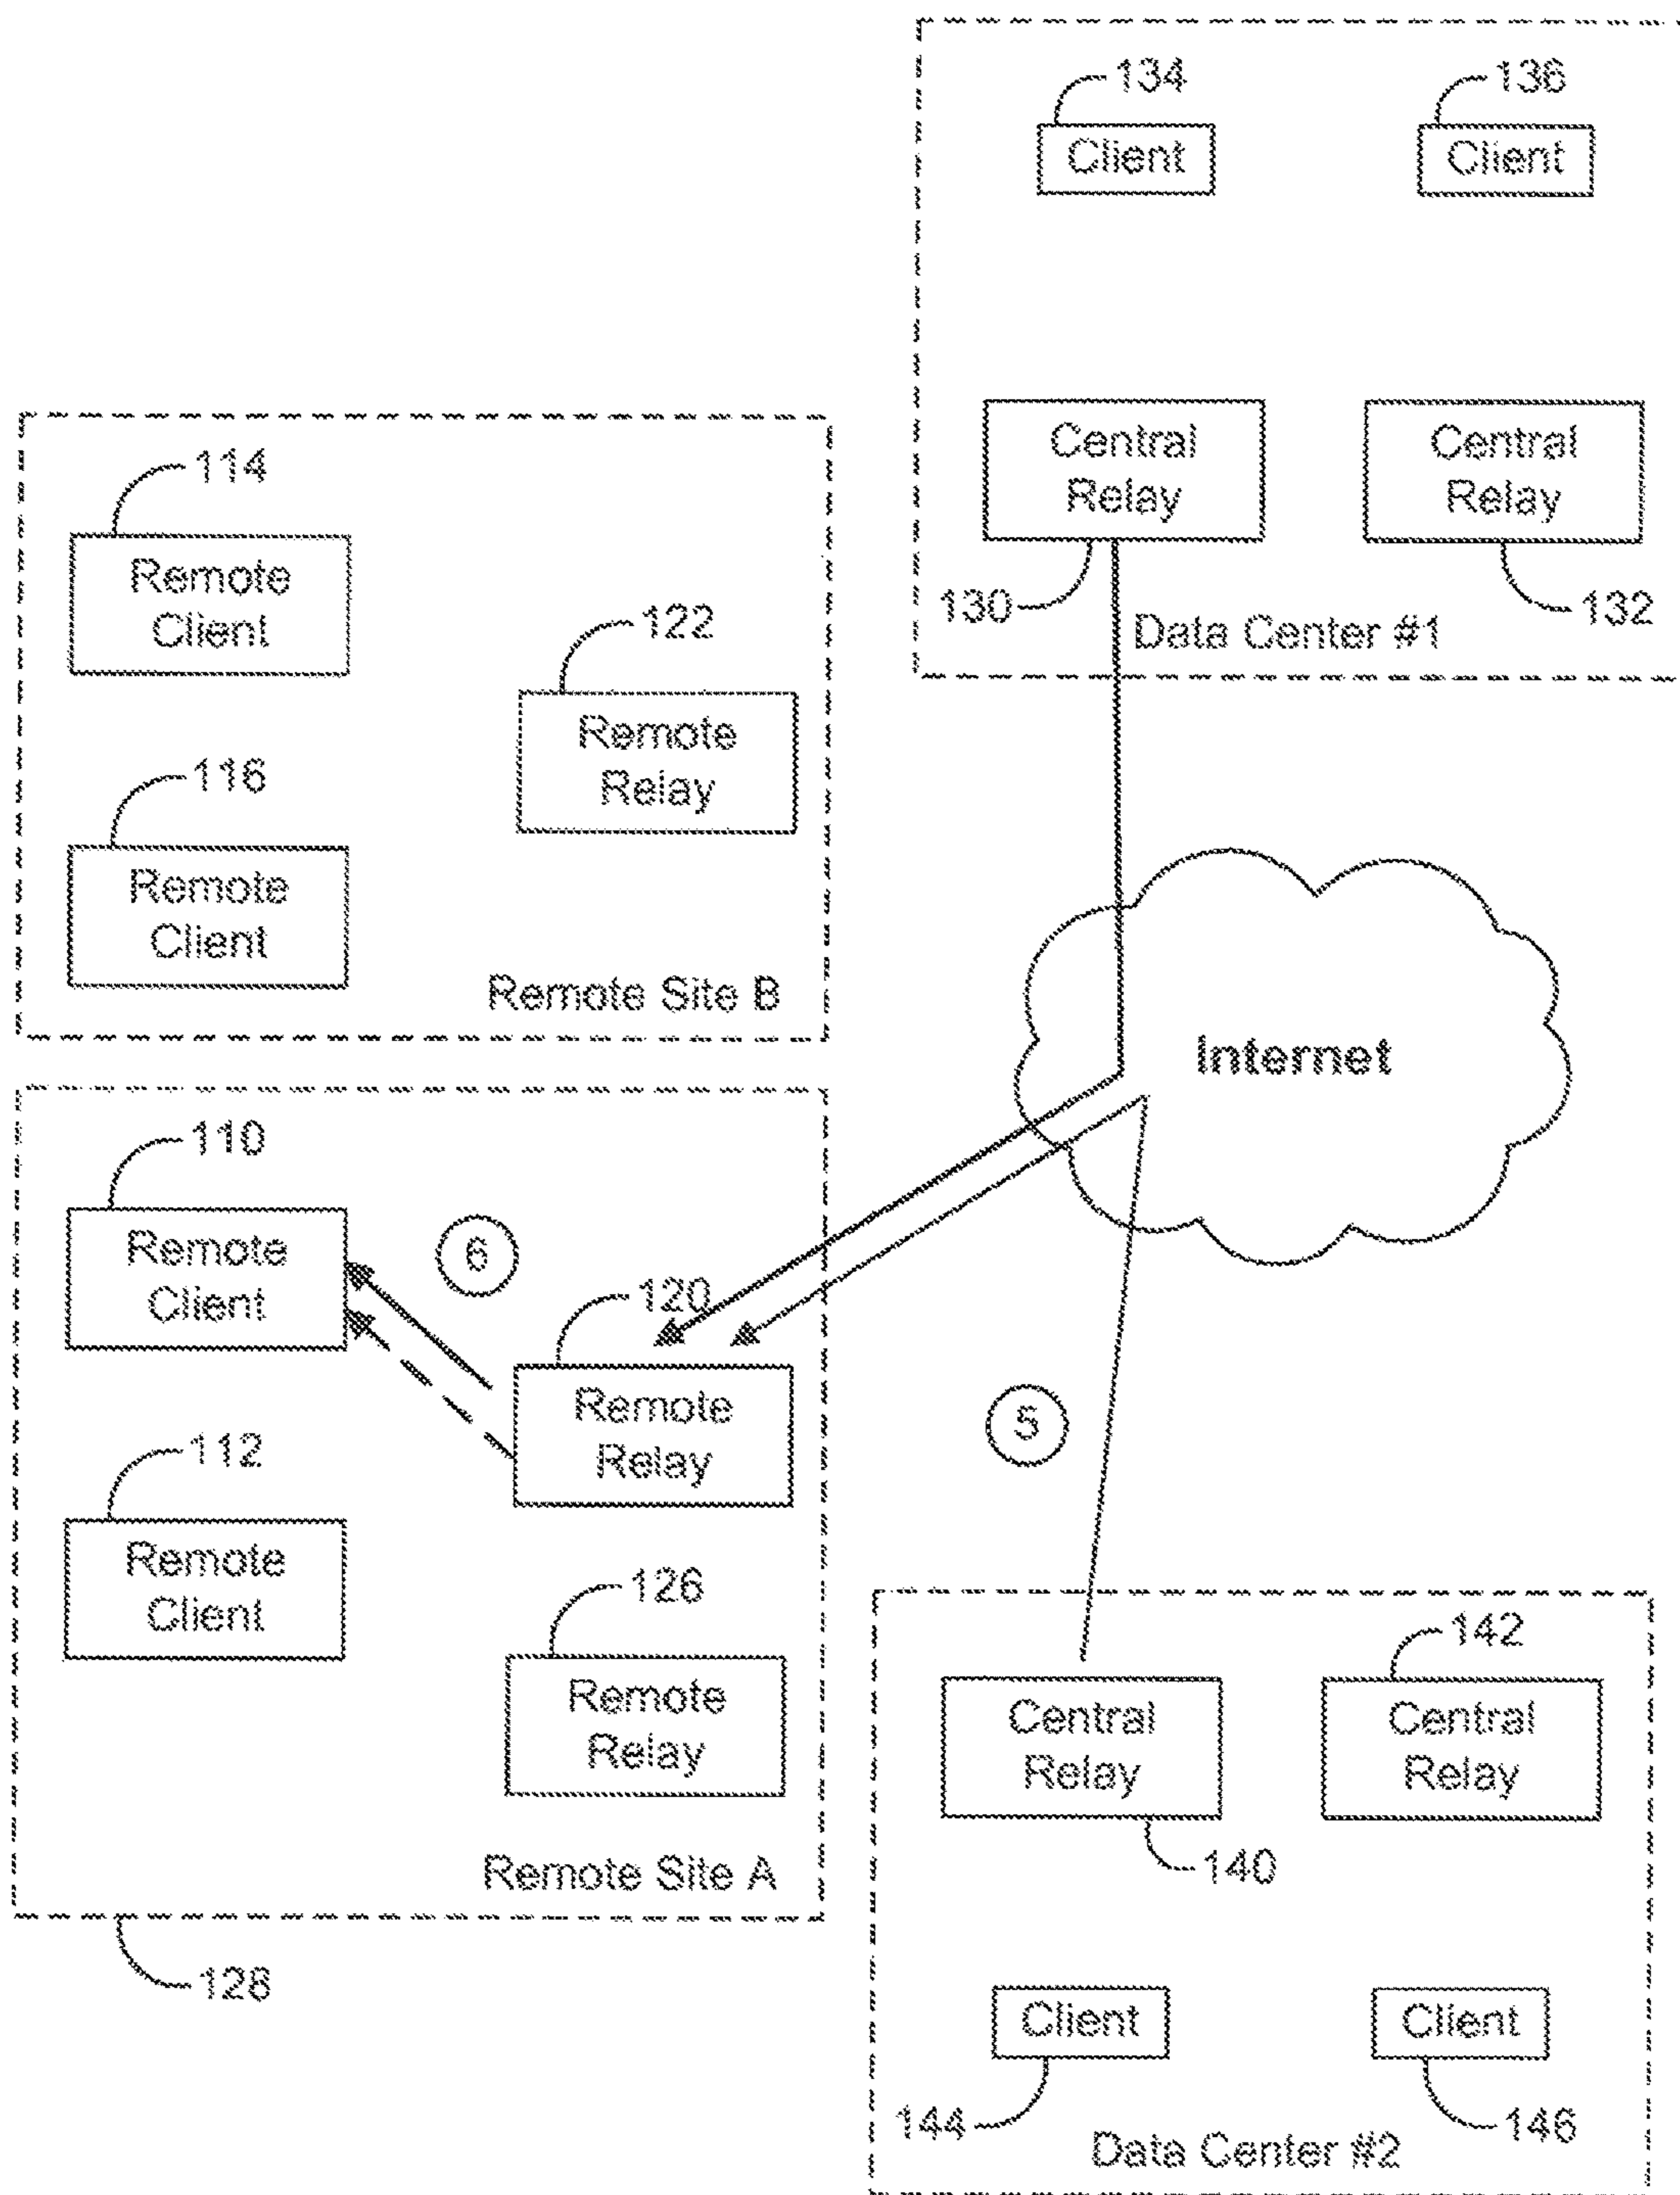 134
136
Client
Client
Central
Relay
Central
Relay
130
132
Data Center #1
114
Remote
Client
122
Remote
Relay
116
Remote
Client
Remote Site B
Internet
110
Remote
Client
6
120
Remote
Relay
5
112
Remote
Client
126
Remote
Relay
Remote Site A
128
142
Central
Relay
Central
Relay
140
Client
Client
144
146
Data Center #2